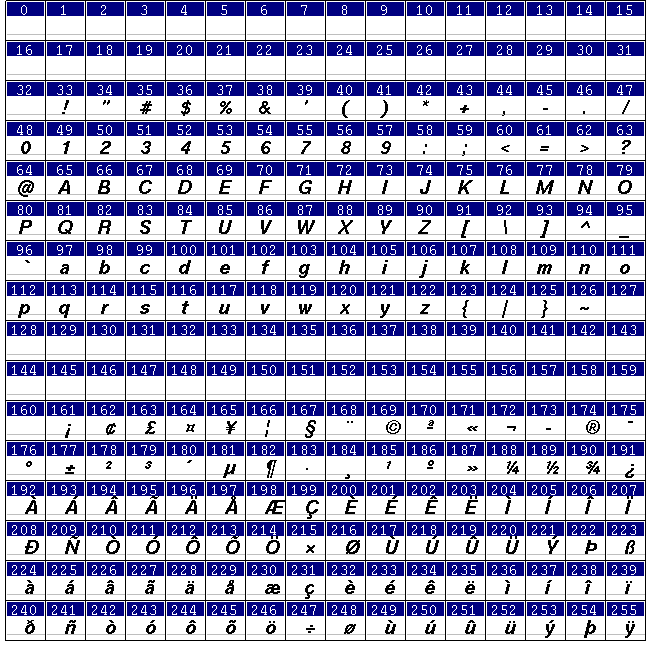 0 1 2 3 4 5 6 7 8 9 10 11 12 13 14 15
16 17 18 19 20 21 22 23 24 25 26 27 28 29 30 31
32 33 34 35 36 37 38 39 40 41 42 43 44 45 46 47
! " # $ % & ' ( ) * + , - . /
48 49 50 51 52 53 54 55 56 57 58 59 60 61 62 63
0 1 2 3 4 5 6 7 8 9 : ; < = > ?
64 65 66 67 68 69 70 71 72 73 74 75 76 77 78 79
@ A B C D E F G H I J K L M N O
80 81 82 83 84 85 86 87 88 89 90 91 92 93 94 95
P Q R S T U V W X Y Z [ \ ] ^ _
96 97 98 99 100 101 102 103 104 105 106 107 108 109 110 111
` a b c d e f g h i j k l m n o
112 113 114 115 116 117 118 119 120 121 122 123 124 125 126 127
p q r s t u v w x y z { | } ~
128 129 130 131 132 133 134 135 136 137 138 139 140 141 142 143
144 145 146 147 148 149 150 151 152 153 154 155 156 157 158 159
160 161 162 163 164 165 166 167 168 169 170 171 172 173 174 175
¡ ¢ £ ¤ ¥ ¦ § ¨ © ª « ¬ - ® ¯
176 177 178 179 180 181 182 183 184 185 186 187 188 189 190 191
° ± ² ³ ´ µ ¶ · ¸ ¹ º » ¼ ½ ¾ ¿
192 193 194 195 196 197 198 199 200 201 202 203 204 205 206 207
À Á Â Ã Ä Å Æ Ç È É Ê Ë Ì Í Î Ï
208 209 210 211 212 213 214 215 216 217 218 219 220 221 222 223
Ð Ñ Ò Ó Ô Õ Ö × Ø Ù Ú Û Ü Ý Þ ß
224 225 226 227 228 229 230 231 232 233 234 235 236 237 238 239
à á â ã ä å æ ç è é ê ë ì í î ï
240 241 242 243 244 245 246 247 248 249 250 251 252 253 254 255
ð ñ ò ó ô õ ö ÷ ø ù ú û ü ý þ ÿ